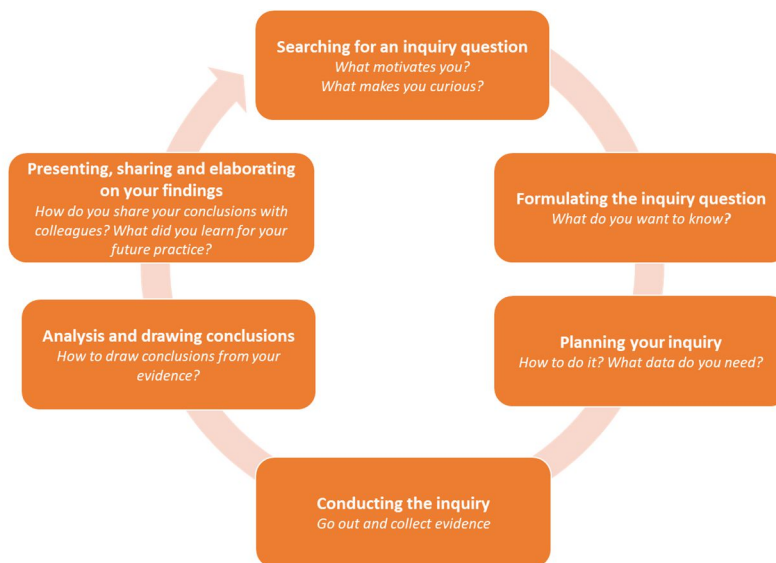 Searching for an inquiry question
What motivates you?
What makes you curious?
Formulating the inquiry question
What do you want to know?
Planning your inquiry
How to do it? What data do you need?
Conducting the inquiry
Go out and collect evidence
Analysis and drawing conclusions
How to draw conclusions from your
evidence?
Presenting, sharing and elaborating
on your findings
How do you share your conclusions with
colleagues? What did you learn for your
future practice?